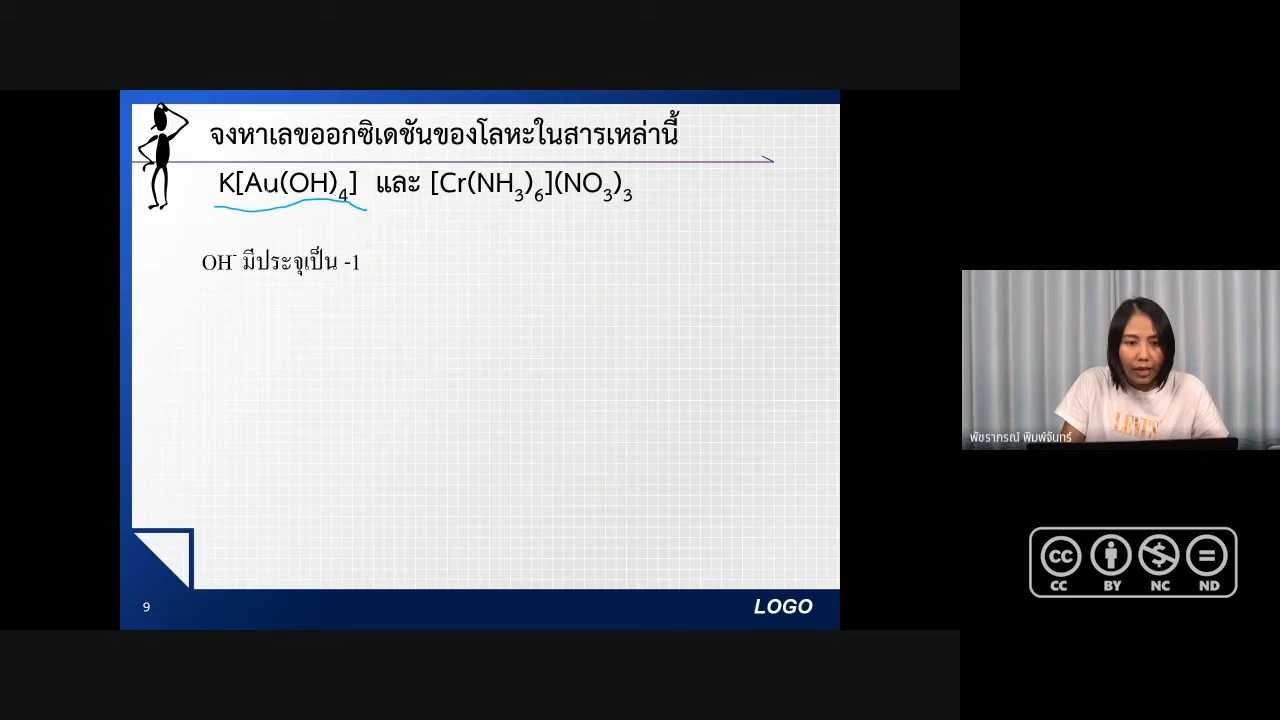 จงหาเลขออกซิเดชันของโลหะในสารเหล่านี้
K[Au(OH)₄] และ [Cr(NH₃)₆](NO₃)₃
OH⁻ มีประจุเป็น -1
9
LOGO
LEVI'S
พัชราภรณ์ พิมพ์จันทร์
CC BY NC ND